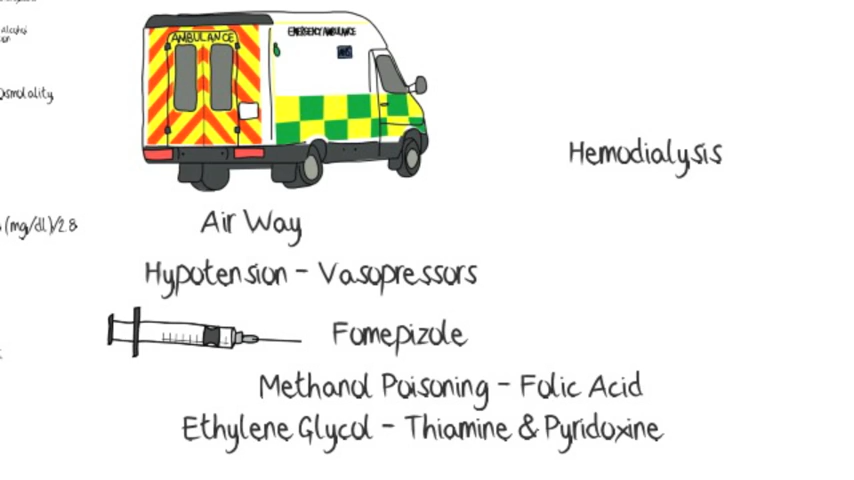 alcohol
Osmolality
(mg/dl)/2.8
AMBULANCE
EMERGENCY AMBULANCE
Hemodialysis
Air Way
Hypotension - Vasopressors
Fomepizole
Methanol Poisoning - Folic Acid
Ethylene Glycol - Thiamine & Pyridoxine